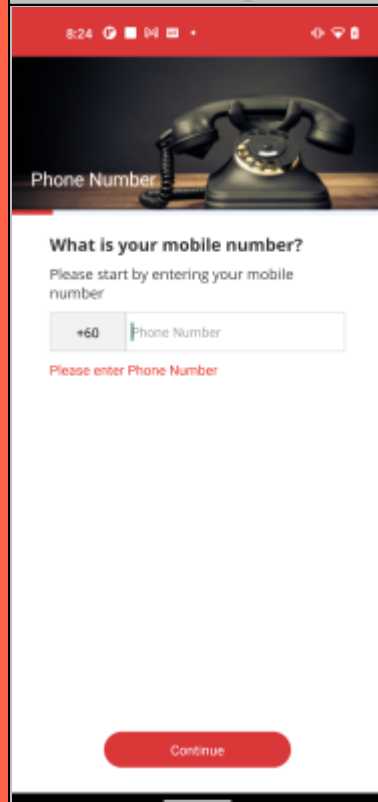 8:24
Phone Number
What is your mobile number?
Please start by entering your mobile
number
+60 Phone Number
Please enter Phone Number
Continue